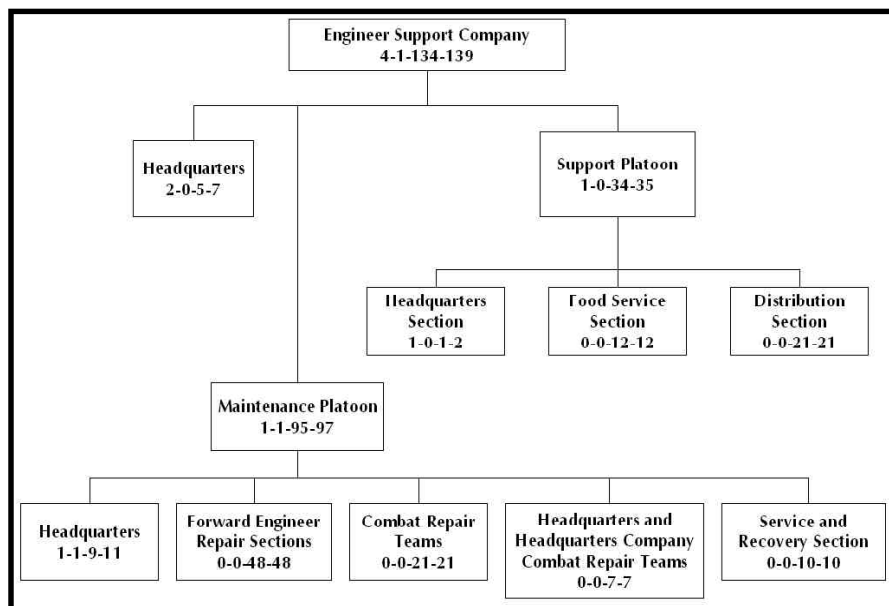 Engineer Support Company
4-1-134-139
Headquarters
2-0-5-7
Support Platoon
1-0-34-35
Headquarters
Section
1-0-1-2
Food Service
Section
0-0-12-12
Distribution
Section
0-0-21-21
Maintenance Platoon
1-1-95-97
Headquarters
1-1-9-11
Forward Engineer
Repair Sections
0-0-48-48
Combat Repair
Teams
0-0-21-21
Headquarters and
Headquarters Company
Combat Repair Teams
0-0-7-7
Service and
Recovery Section
0-0-10-10